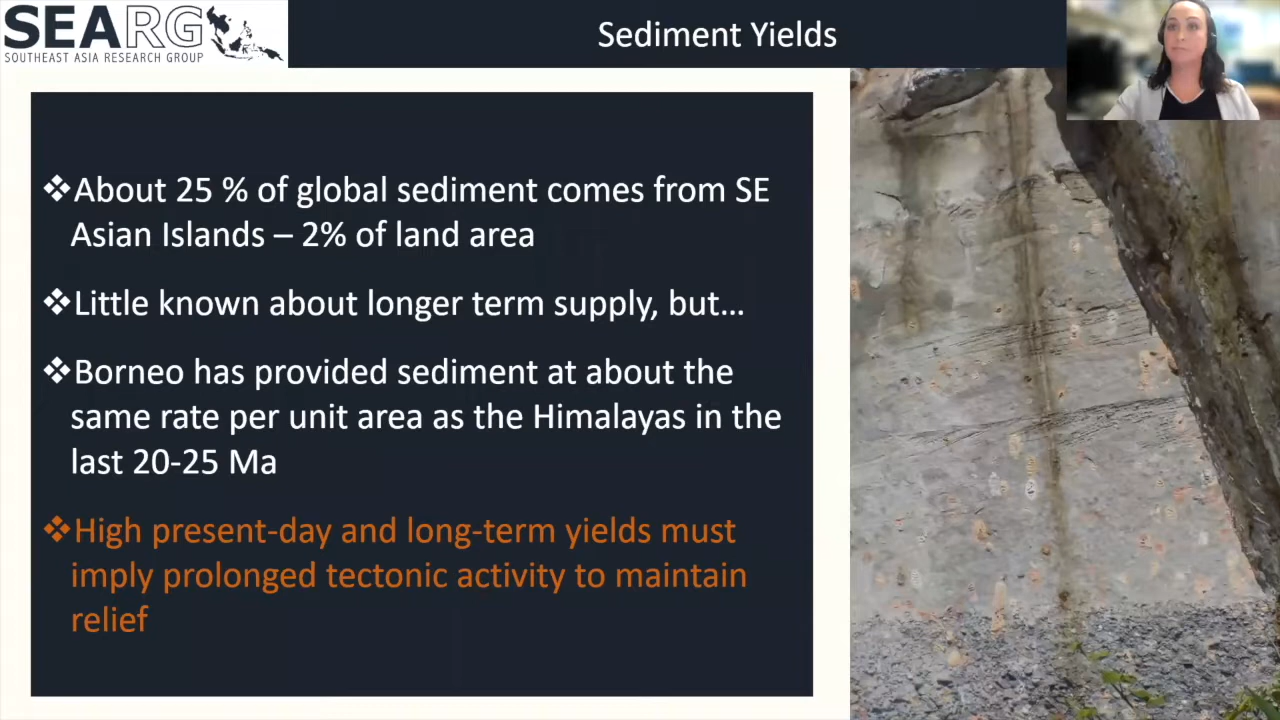 SEARG
SOUTHEAST ASIA RESEARCH GROUP
Sediment Yields
❖About 25 % of global sediment comes from SE
Asian Islands – 2% of land area
❖Little known about longer term supply, but…
❖Borneo has provided sediment at about the
same rate per unit area as the Himalayas in the
last 20-25 Ma
❖High present-day and long-term yields must
imply prolonged tectonic activity to maintain
relief